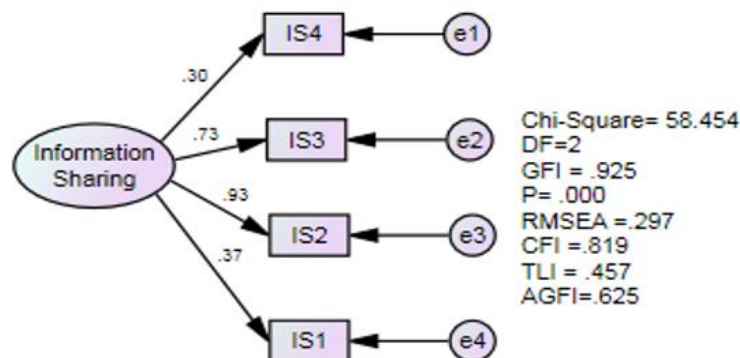 IS4
e1
.30
IS3
e2
.73
Information
Sharing
.93
IS2
e3
.37
IS1
e4
Chi-Square= 58.454
DF=2
GFI = .925
P= .000
RMSEA =.297
CFI =.819
TLI = .457
AGFI=.625